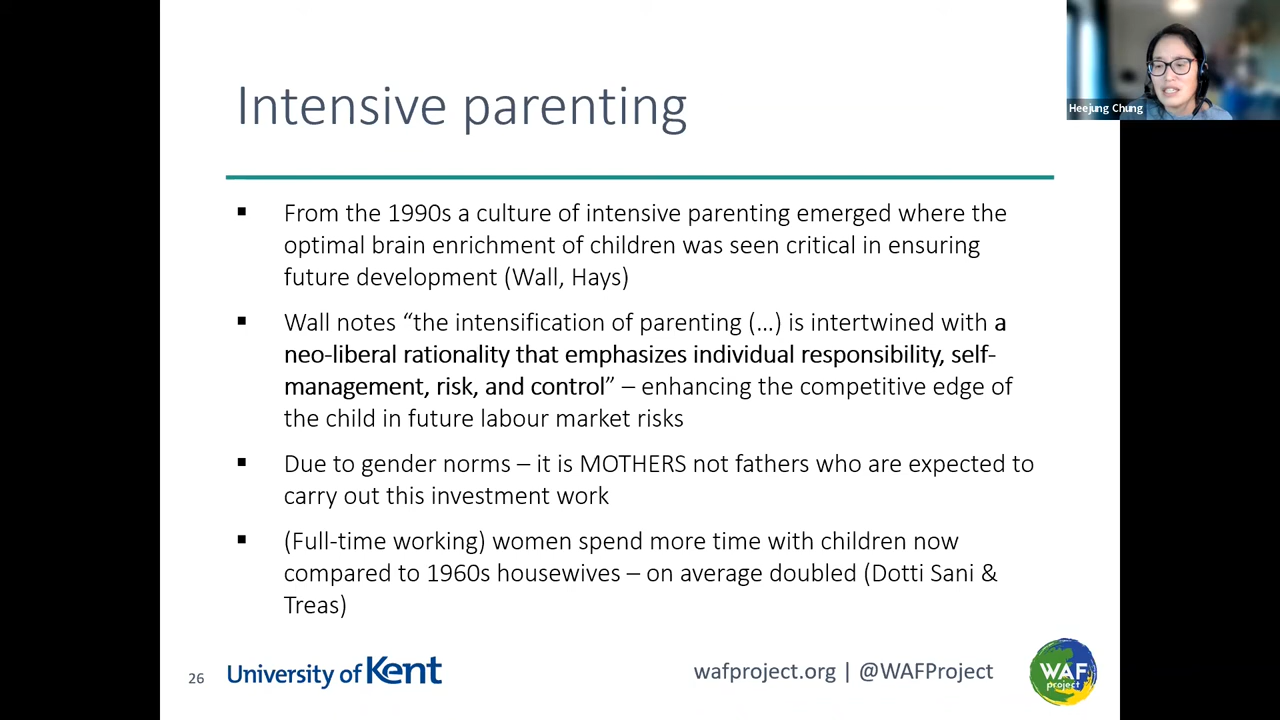 Intensive parenting
Heejung Chung
▪ From the 1990s a culture of intensive parenting emerged where the
optimal brain enrichment of children was seen critical in ensuring
future development (Wall, Hays)
▪ Wall notes “the intensification of parenting (…) is intertwined with a
neo-liberal rationality that emphasizes individual responsibility, self-
management, risk, and control” – enhancing the competitive edge of
the child in future labour market risks
▪ Due to gender norms – it is MOTHERS not fathers who are expected to
carry out this investment work
▪ (Full-time working) women spend more time with children now
compared to 1960s housewives – on average doubled (Dotti Sani &
Treas)
26
University of Kent
wafproject.org | @WAFProject
WAF
project